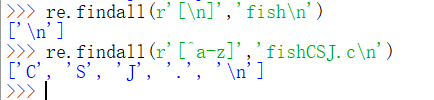 >>> re.findall(r'[\n]','fish\n')
['\n']
>>> re.findall(r'[^a-z]','fishCSJ.c\n')
['C', 'S', 'J', '.', '\n']
>>>